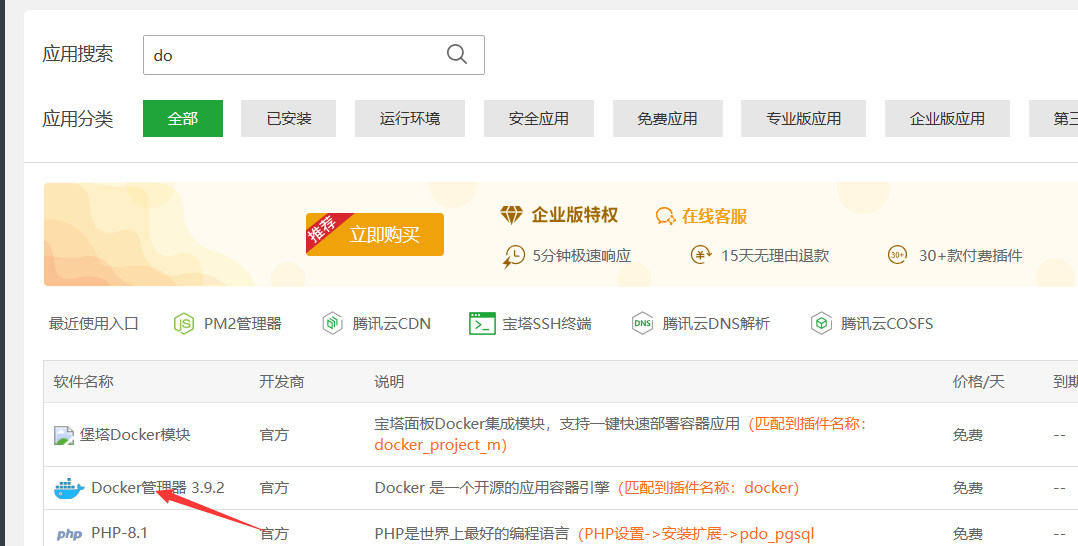 应用搜索 do
应用分类 全部 已安装 运行环境 安全应用 免费应用 专业版应用 企业版应用 第三
推荐 立即购买 企业版特权 在线客服
5分钟极速响应 15天无理由退款 30+ 30+款付费插件
最近使用入口 JS PM2管理器 腾讯云CDN 宝塔SSH终端 DNS 腾讯云DNS解析 腾讯云COSFS
软件名称 开发商 说明 价格/天 到期
堡塔Docker模块 官方 宝塔面板Docker集成模块，支持一键快速部署容器应用（匹配到插件名称：
docker_project_m） 免费 --
Docker管理器 3.9.2 官方 Docker 是一个开源的应用容器引擎（匹配到插件名称：docker） 免费 --
php PHP-8.1 官方 PHP是世界上最好的编程语言（PHP设置->安装扩展->pdo_pgsql 免费 --